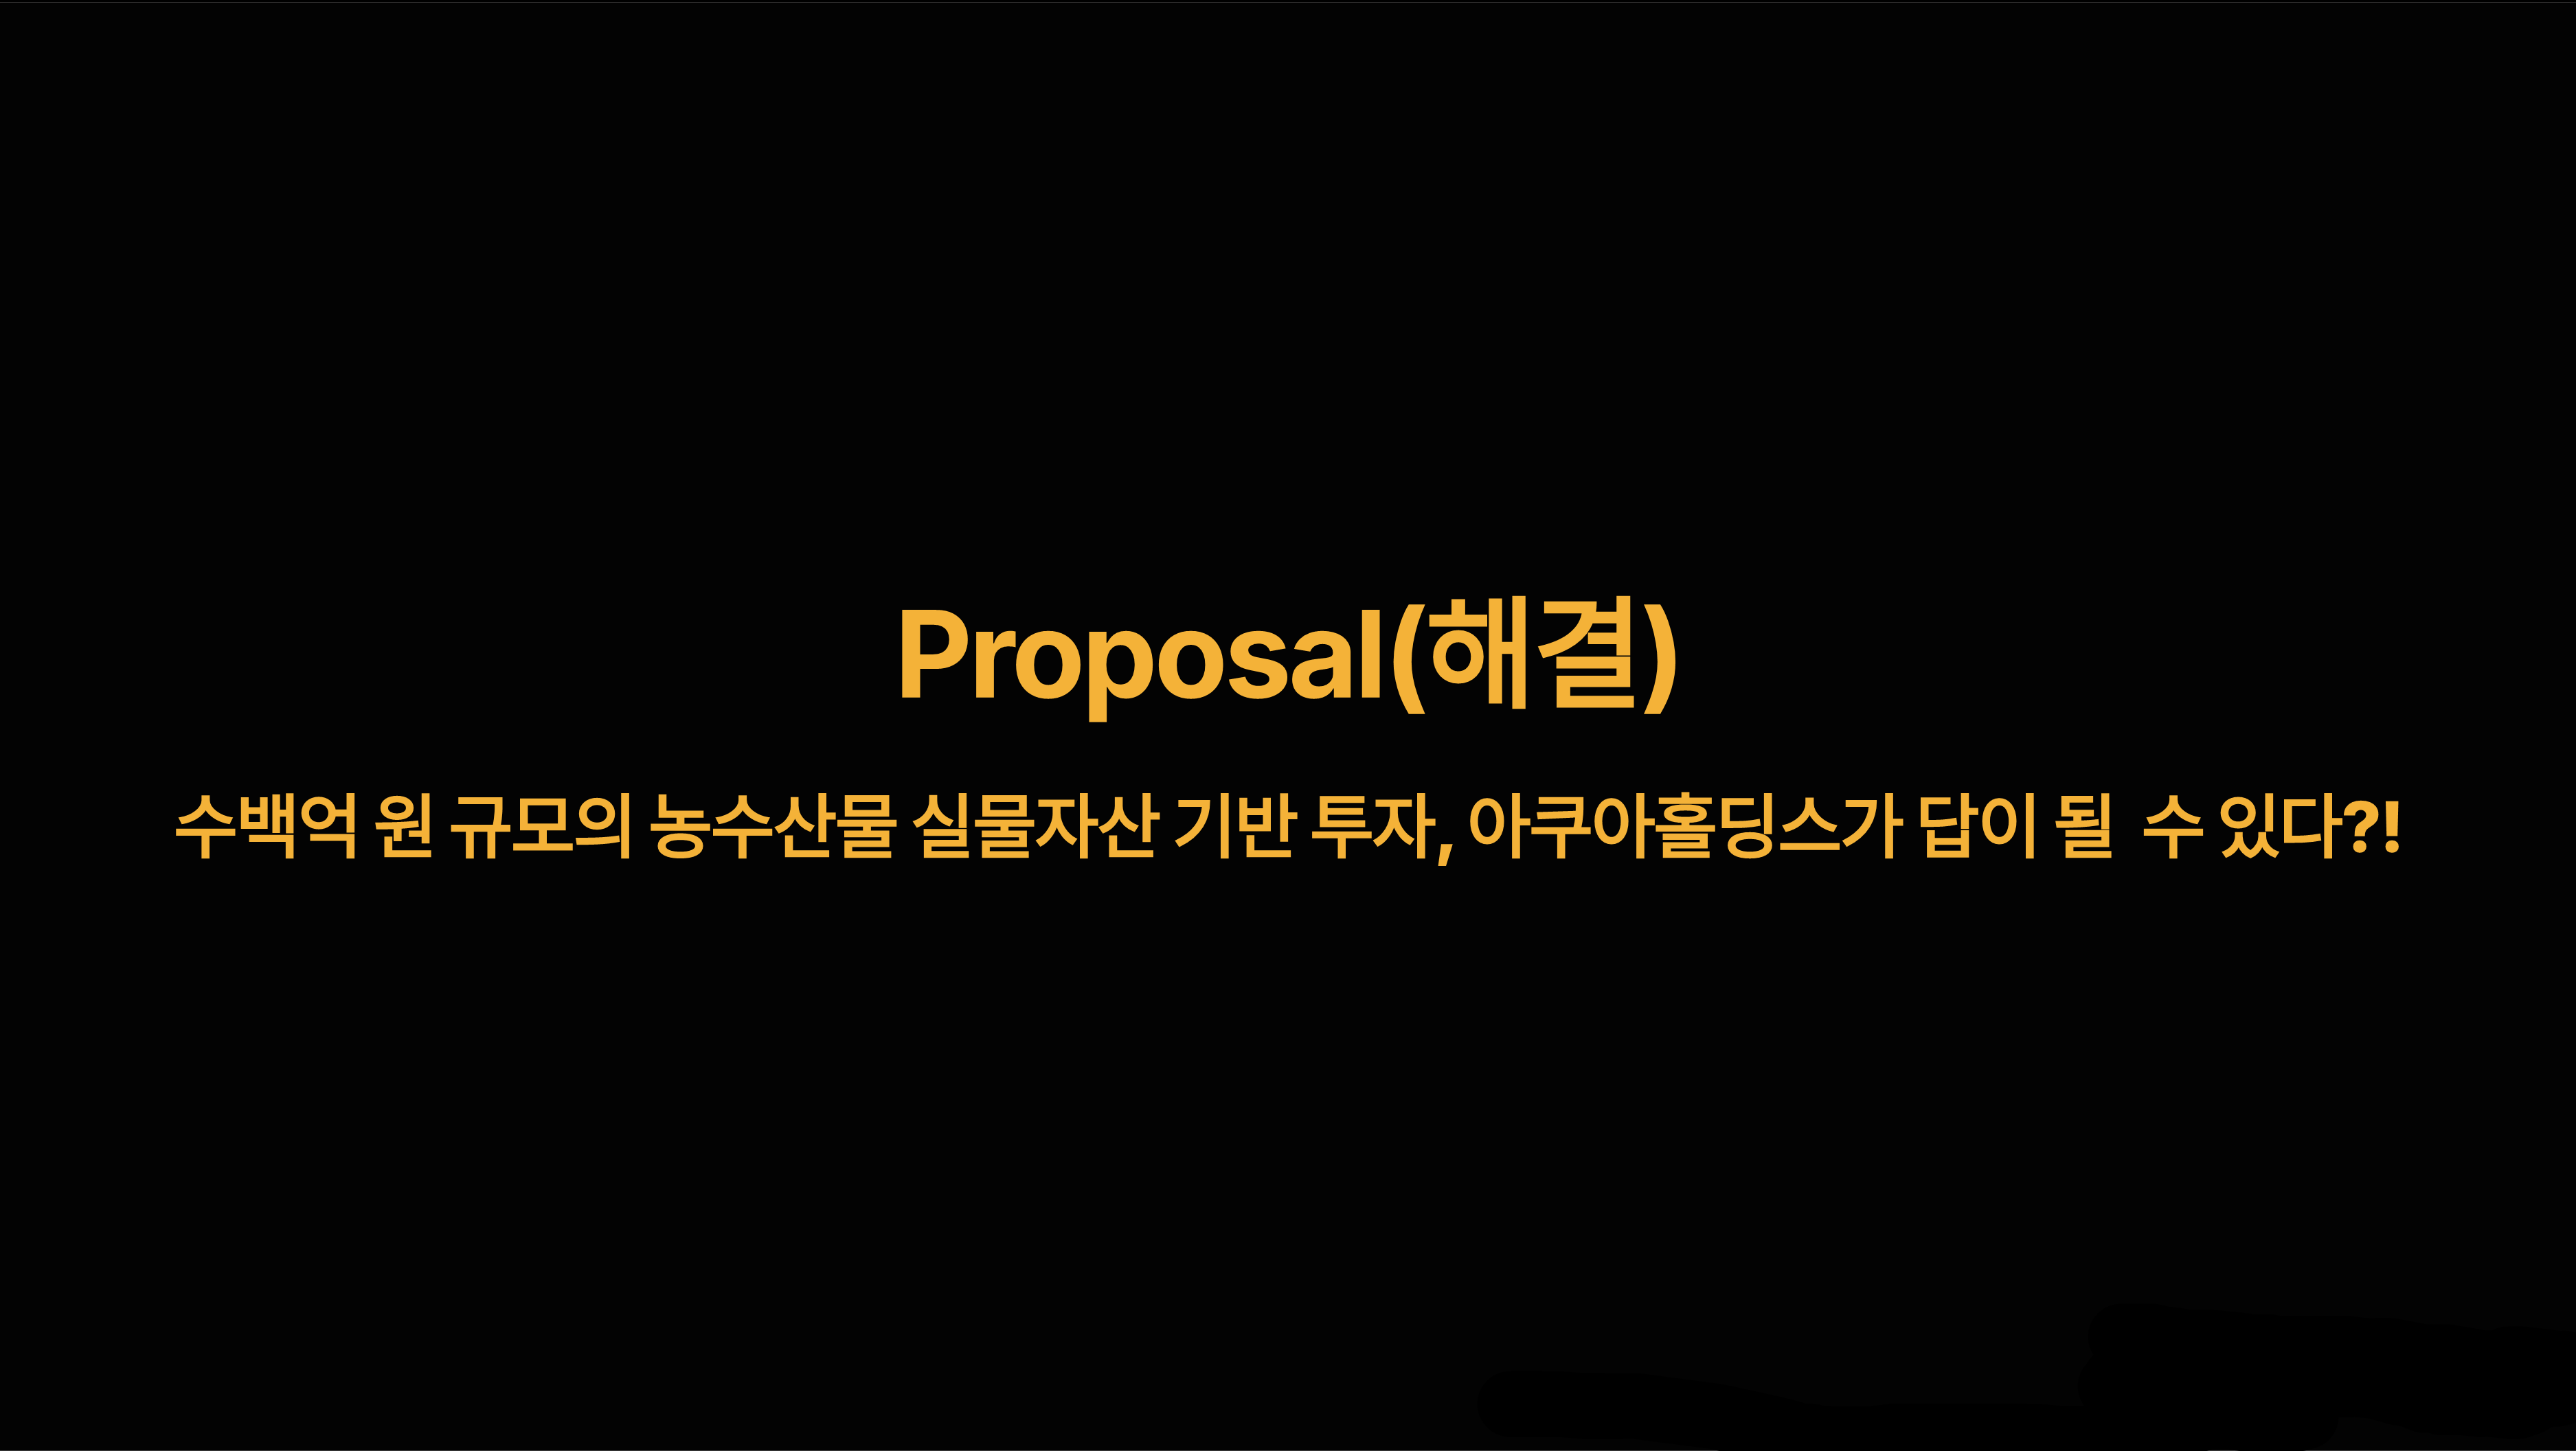 Proposal(해결)
수백억 원 규모의 농수산물 실물자산 기반 투자, 아쿠아홀딩스가 답이 될  수 있다?!